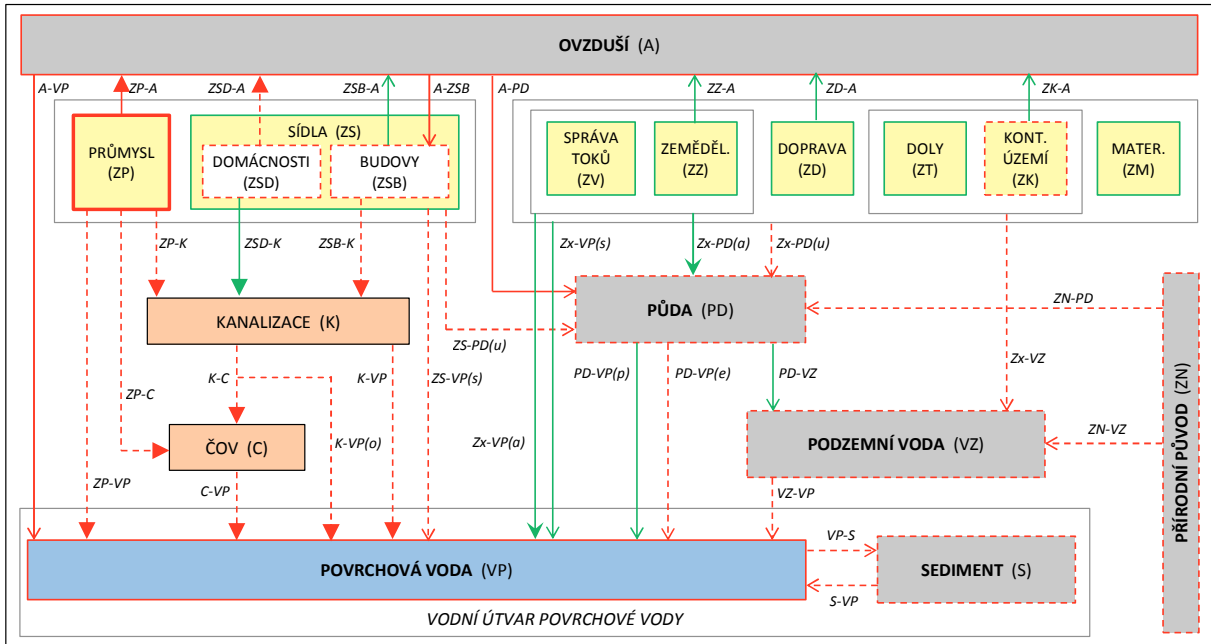 OVZDUŠÍ (A)
A-VP
ZP-A
ZSD-A
ZSB-A
A-ZSB
A-PD
ZZ-A
ZD-A
ZK-A
PRŮMYSL
(ZP)
SÍDLA (ZS)
DOMÁCNOSTI
(ZSD)
BUDOVY
(ZSB)
SPRÁVA
TOKŮ
(ZV)
ZEMĚDĚL.
(ZZ)
DOPRAVA
(ZD)
DOLY
(ZT)
KONT.
ÚZEMÍ
(ZK)
MATER.
(ZM)
ZP-K
ZSD-K
ZSB-K
Zx-VP(s)
Zx-PD(a)
Zx-PD(u)
KANALIZACE (K)
PŮDA (PD)
ZN-PD
ZS-PD(u)
K-C
K-VP
ZS-VP(s)
PD-VP(p)
PD-VP(e)
PD-VZ
Zx-VZ
ZP-C
ČOV (C)
K-VP(o)
Zx-VP(a)
PODZEMNÍ VODA (VZ)
ZN-VZ
PŘÍRODNÍ PŮVOD (ZN)
ZP-VP
C-VP
VZ-VP
POVRCHOVÁ VODA (VP)
VP-S
S-VP
SEDIMENT (S)
VODNÍ ÚTVAR POVRCHOVÉ VODY